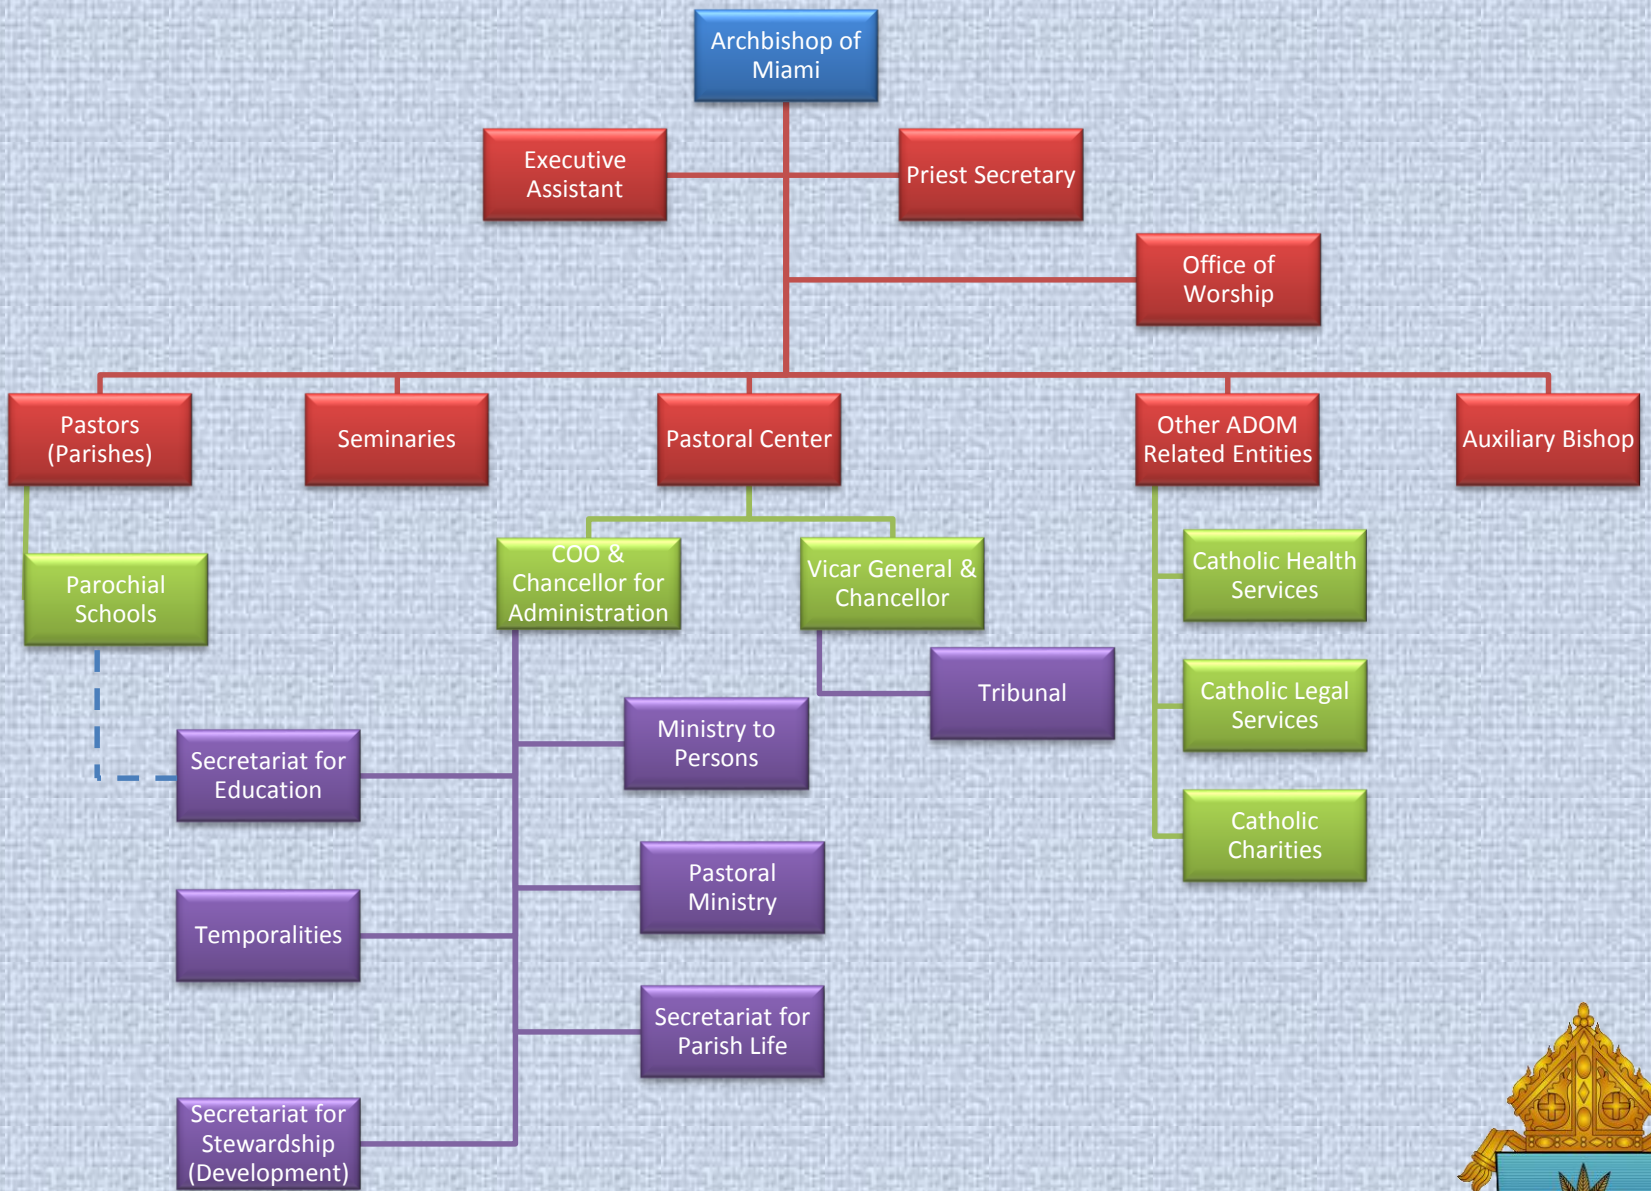 Archbishop of
Miami
Executive
Assistant
Priest Secretary
Office of
Worship
Pastors
(Parishes)
Seminaries
Pastoral Center
Other ADOM
Related Entities
Auxiliary Bishop
Parochial
Schools
COO &
Chancellor for
Administration
Vicar General &
Chancellor
Catholic Health
Services
Tribunal
Catholic Legal
Services
Ministry to
Persons
Secretariat for
Education
Catholic
Charities
Pastoral
Ministry
Temporalities
Secretariat for
Parish Life
Secretariat for
Stewardship
(Development)